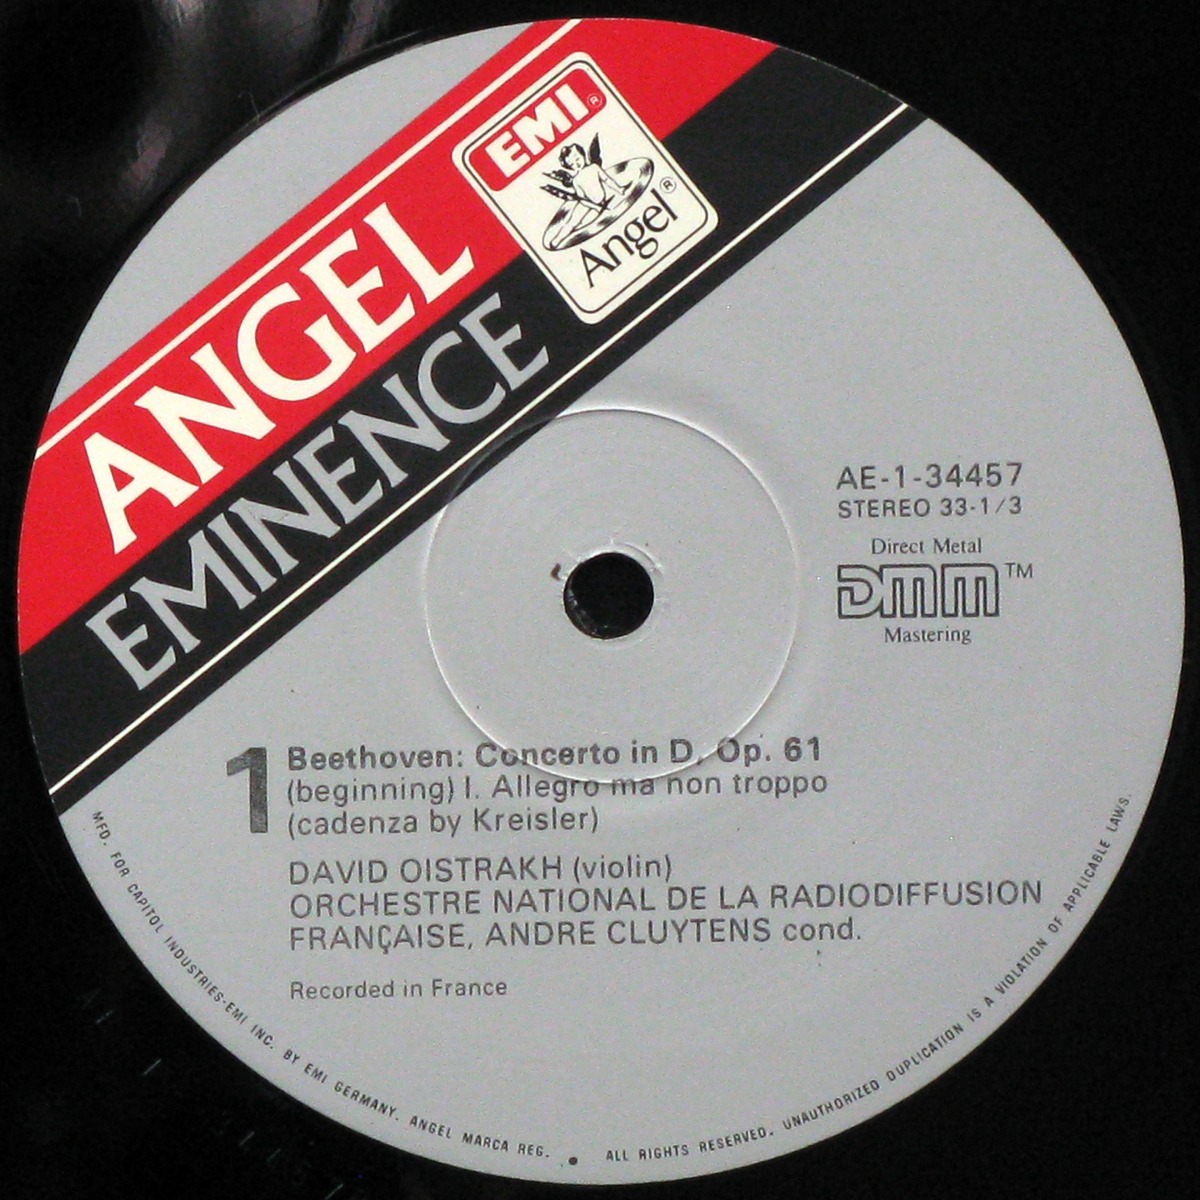 EMI®
Angel®
ANGEL
EMINENCE
AE-1-34457
STEREO 33-1/3
Direct Metal
DMM™
Mastering
1
Beethoven: Concerto in D, Op. 61
(beginning) I. Allegro ma non troppo
(cadenza by Kreisler)
DAVID OISTRAKH (violin)
ORCHESTRE NATIONAL DE LA RADIODIFFUSION
FRANÇAISE, ANDRE CLUYTENS cond.
Recorded in France
MFD. FOR CAPITOL INDUSTRIES-EMI INC. BY EMI GERMANY. ANGEL MARCA REG. • ALL RIGHTS RESERVED. UNAUTHORIZED DUPLICATION IS A VIOLATION OF APPLICABLE LAWS.